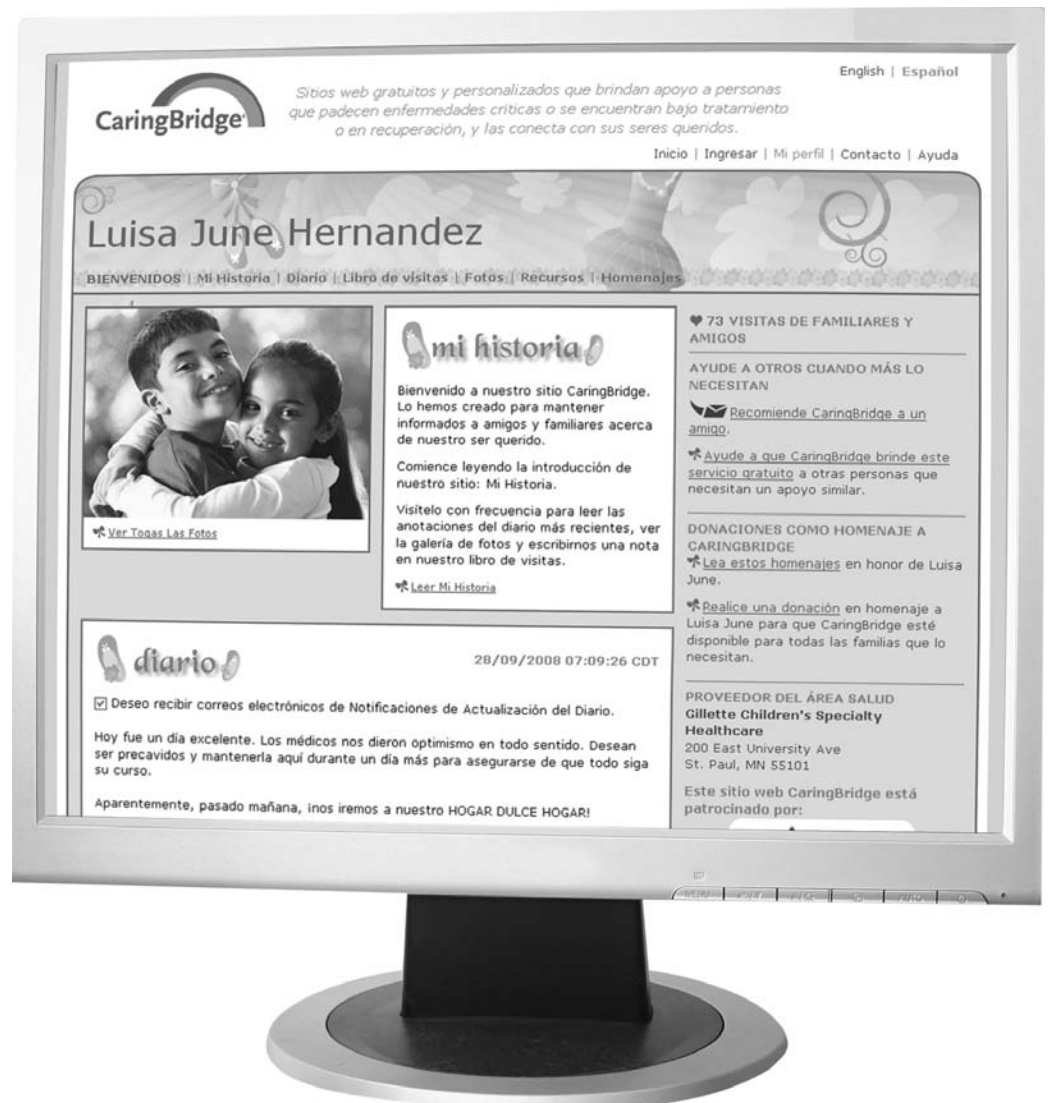 English | Español
CaringBridge
Sitios web gratuitos y personalizados que brindan apoyo a personas
que padecen enfermedades críticas o se encuentran bajo tratamiento
o en recuperación, y las conecta con sus seres queridos.
Inicio | Ingresar | Mi perfil | Contacto | Ayuda
Luisa June Hernandez
BIENVENIDOS | Mi Historia | Diario | Libro de visitas | Fotos | Recursos | Homenajes
Ver Todas Las Fotos
mi historia
Bienvenido a nuestro sitio CaringBridge.
Lo hemos creado para mantener
informados a amigos y familiares acerca
de nuestro ser querido.
Comience leyendo la introducción de
nuestro sitio: Mi Historia.
Visítelo con frecuencia para leer las
anotaciones del diario más recientes, ver
la galería de fotos y escribirnos una nota
en nuestro libro de visitas.
Leer Mi Historia
diario
28/09/2008 07:09:26 CDT
Deseo recibir correos electrónicos de Notificaciones de Actualización del Diario.
Hoy fue un día excelente. Los médicos nos dieron optimismo en todo sentido. Desean
ser precavidos y mantenerla aquí durante un día más para asegurarse de que todo siga
su curso.
Aparentemente, pasado mañana, ¡nos iremos a nuestro HOGAR DULCE HOGAR!
73 VISITAS DE FAMILIARES Y
AMIGOS
AYUDE A OTROS CUANDO MÁS LO
NECESITAN
Recomiende CaringBridge a un
amigo.
Ayude a que CaringBridge brinde este
servicio gratuito a otras personas que
necesitan un apoyo similar.
DONACIONES COMO HOMENAJE A
CARINGBRIDGE
Lea estos homenajes en honor de Luisa
June.
Realice una donación en homenaje a
Luisa June para que CaringBridge esté
disponible para todas las familias que lo
necesitan.
PROVEEDOR DEL ÁREA SALUD
Gillette Children's Specialty
Healthcare
200 East University Ave
St. Paul, MN 55101
Este sitio web CaringBridge está
patrocinado por: